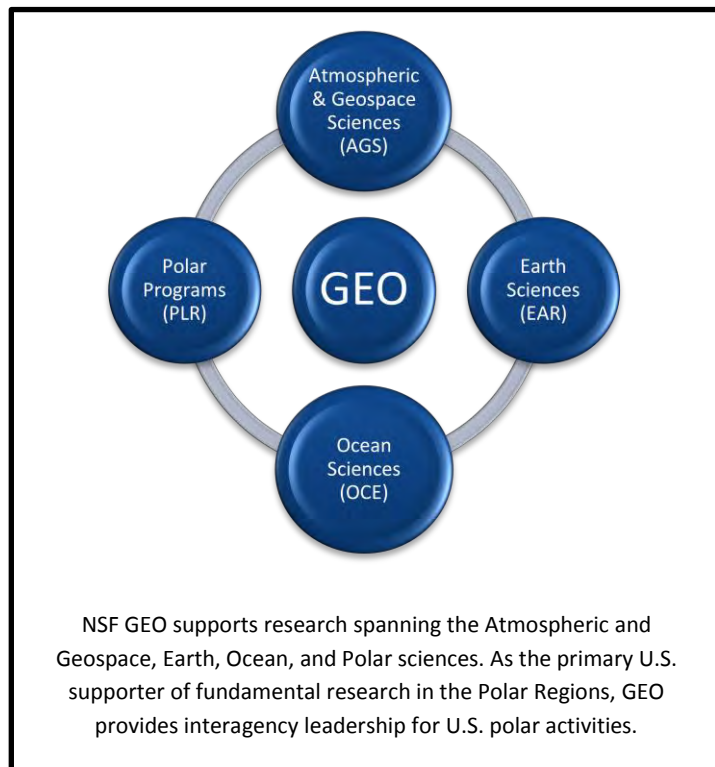 Atmospheric
& Geospace
Sciences
(AGS)
Polar
Programs
(PLR)
GEO
Earth
Sciences
(EAR)
Ocean
Sciences
(OCE)
NSF GEO supports research spanning the Atmospheric and
Geospace, Earth, Ocean, and Polar sciences. As the primary U.S.
supporter of fundamental research in the Polar Regions, GEO
provides interagency leadership for U.S. polar activities.